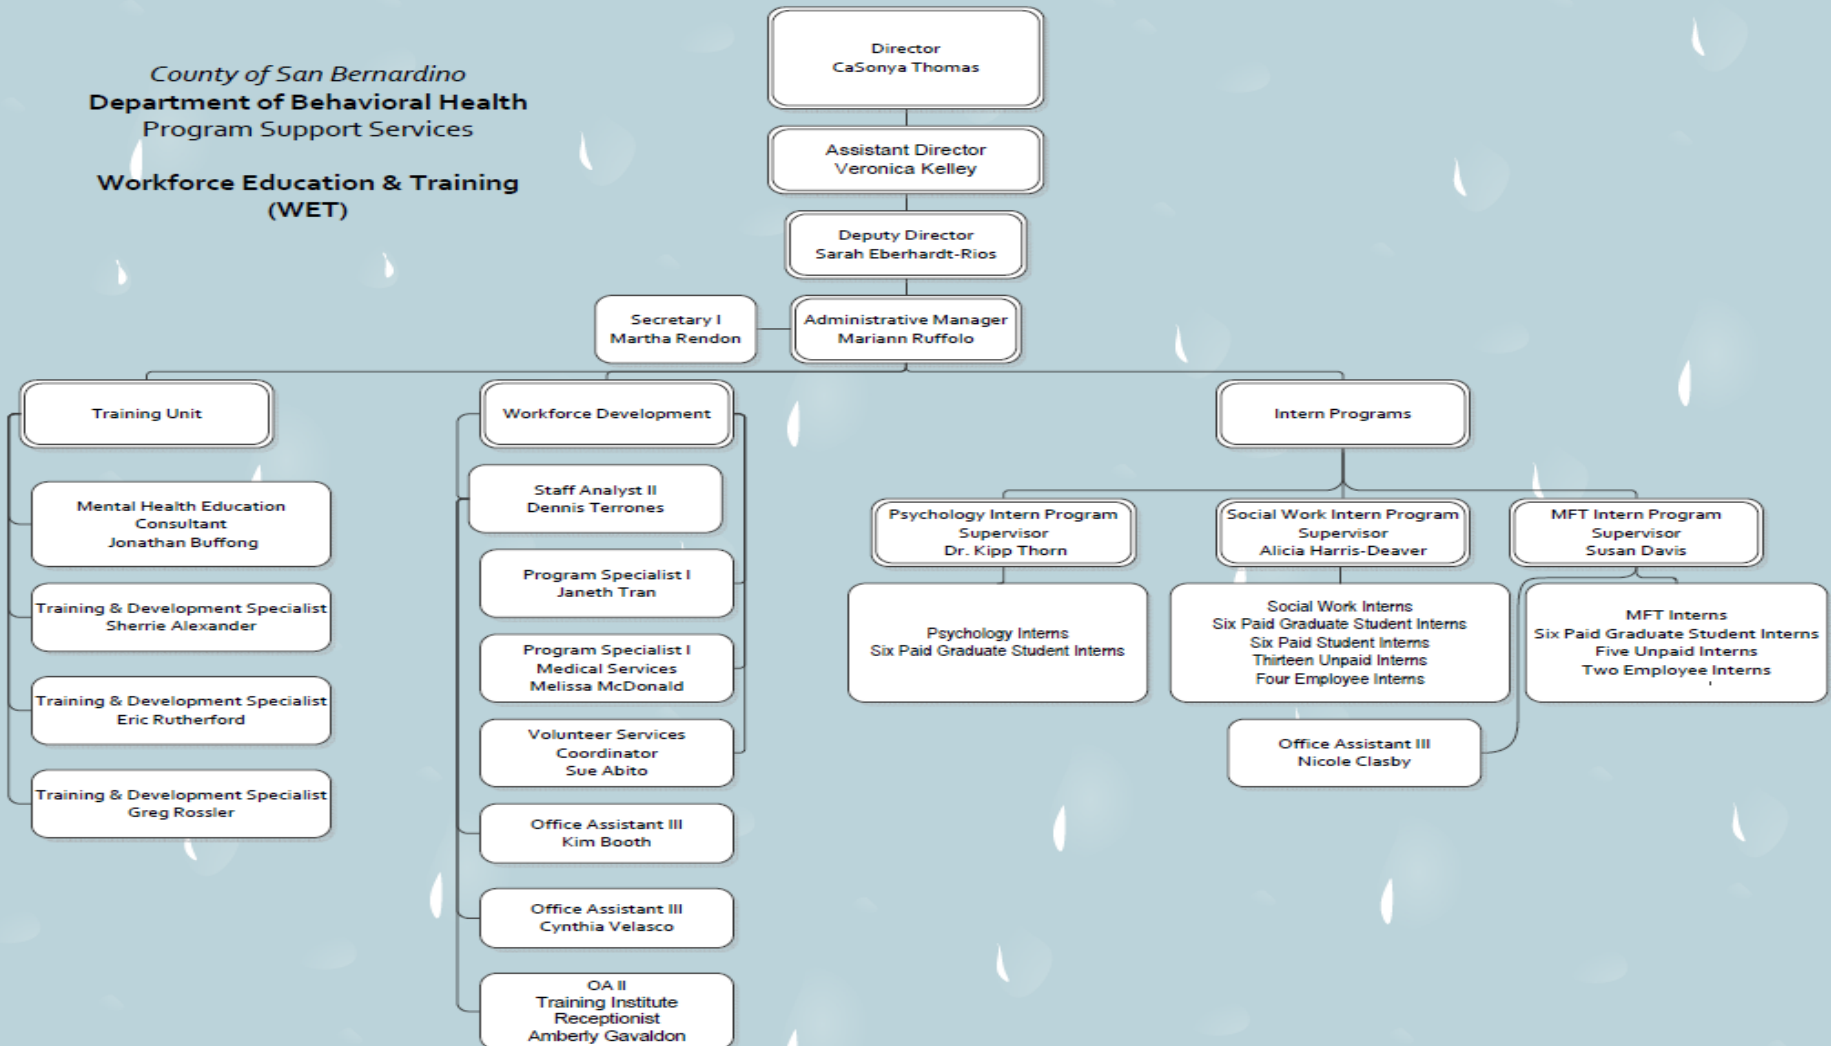 County of San Bernardino
Department of Behavioral Health
Program Support Services
Workforce Education & Training
(WET)
Director
CaSonya Thomas
Assistant Director
Veronica Kelley
Deputy Director
Sarah Eberhardt-Rios
Secretary I
Martha Rendon
Administrative Manager
Mariann Ruffolo
Training Unit
Mental Health Education
Consultant
Jonathan Buffong
Training & Development Specialist
Sherrie Alexander
Training & Development Specialist
Eric Rutherford
Training & Development Specialist
Greg Rossler
Workforce Development
Staff Analyst II
Dennis Terrones
Program Specialist I
Janeth Tran
Program Specialist I
Medical Services
Melissa McDonald
Volunteer Services
Coordinator
Sue Abito
Office Assistant III
Kim Booth
Office Assistant III
Cynthia Velasco
OA II
Training Institute
Receptionist
Amberly Gavaldon
Intern Programs
Psychology Intern Program
Supervisor
Dr. Kipp Thorn
Psychology Interns
Six Paid Graduate Student Interns
Social Work Intern Program
Supervisor
Alicia Harris-Deaver
Social Work Interns
Six Paid Graduate Student Interns
Six Paid Student Interns
Thirteen Unpaid Interns
Four Employee Interns
MFT Intern Program
Supervisor
Susan Davis
MFT Interns
Six Paid Graduate Student Interns
Five Unpaid Interns
Two Employee Interns
Office Assistant III
Nicole Clasby